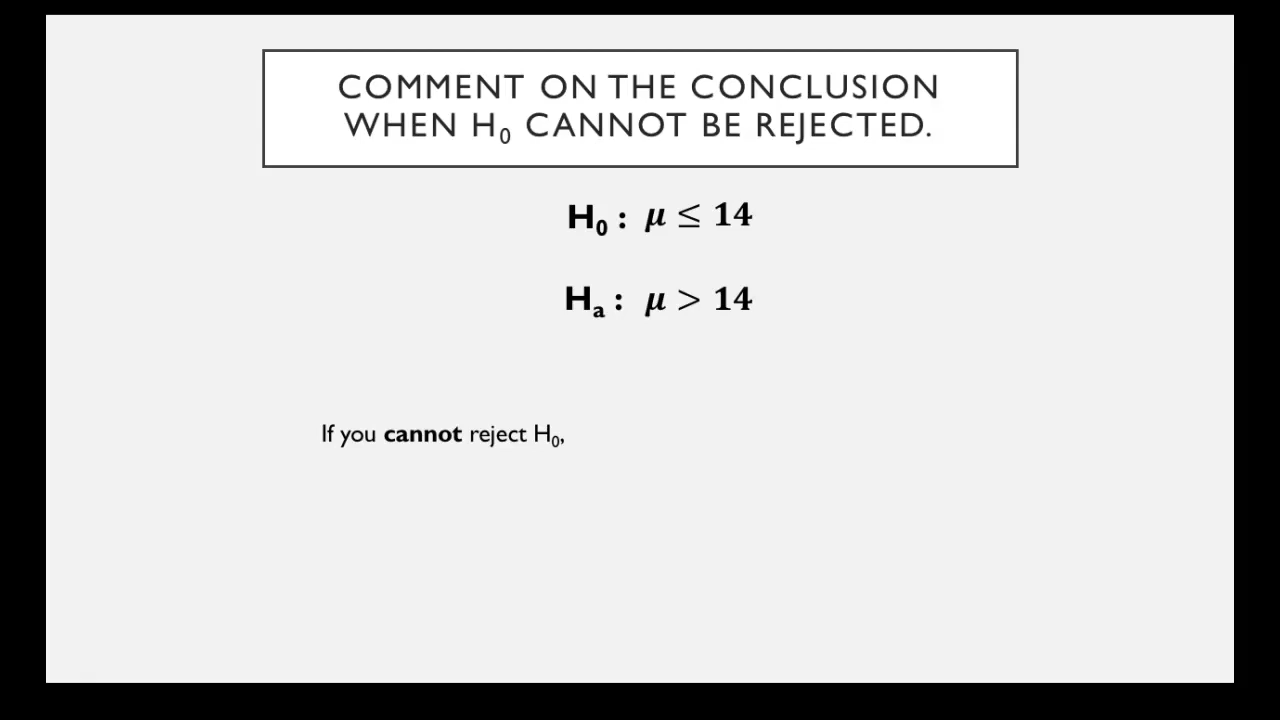 COMMENT ON THE CONCLUSION
WHEN H₀ CANNOT BE REJECTED.
H₀ : μ ≤ 14
Hₐ : μ > 14
If you cannot reject H₀,